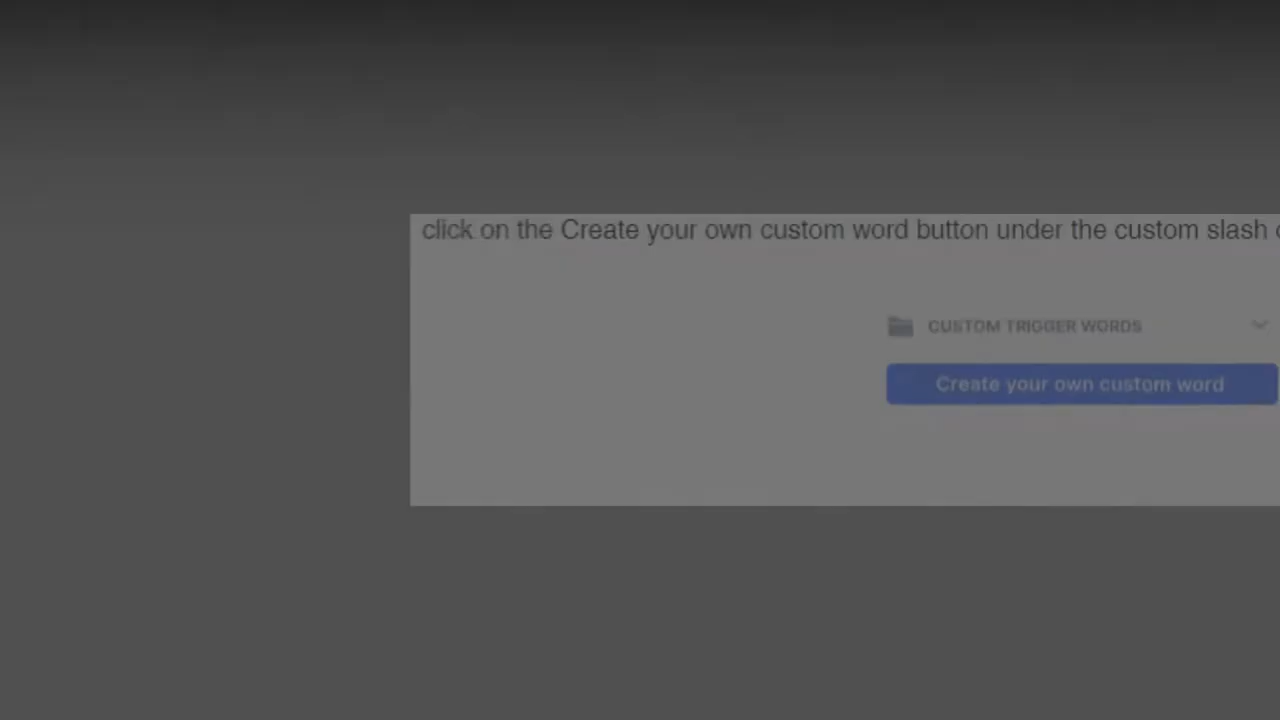 click on the Create your own custom word button under the custom slash
CUSTOM TRIGGER WORDS
Create your own custom word